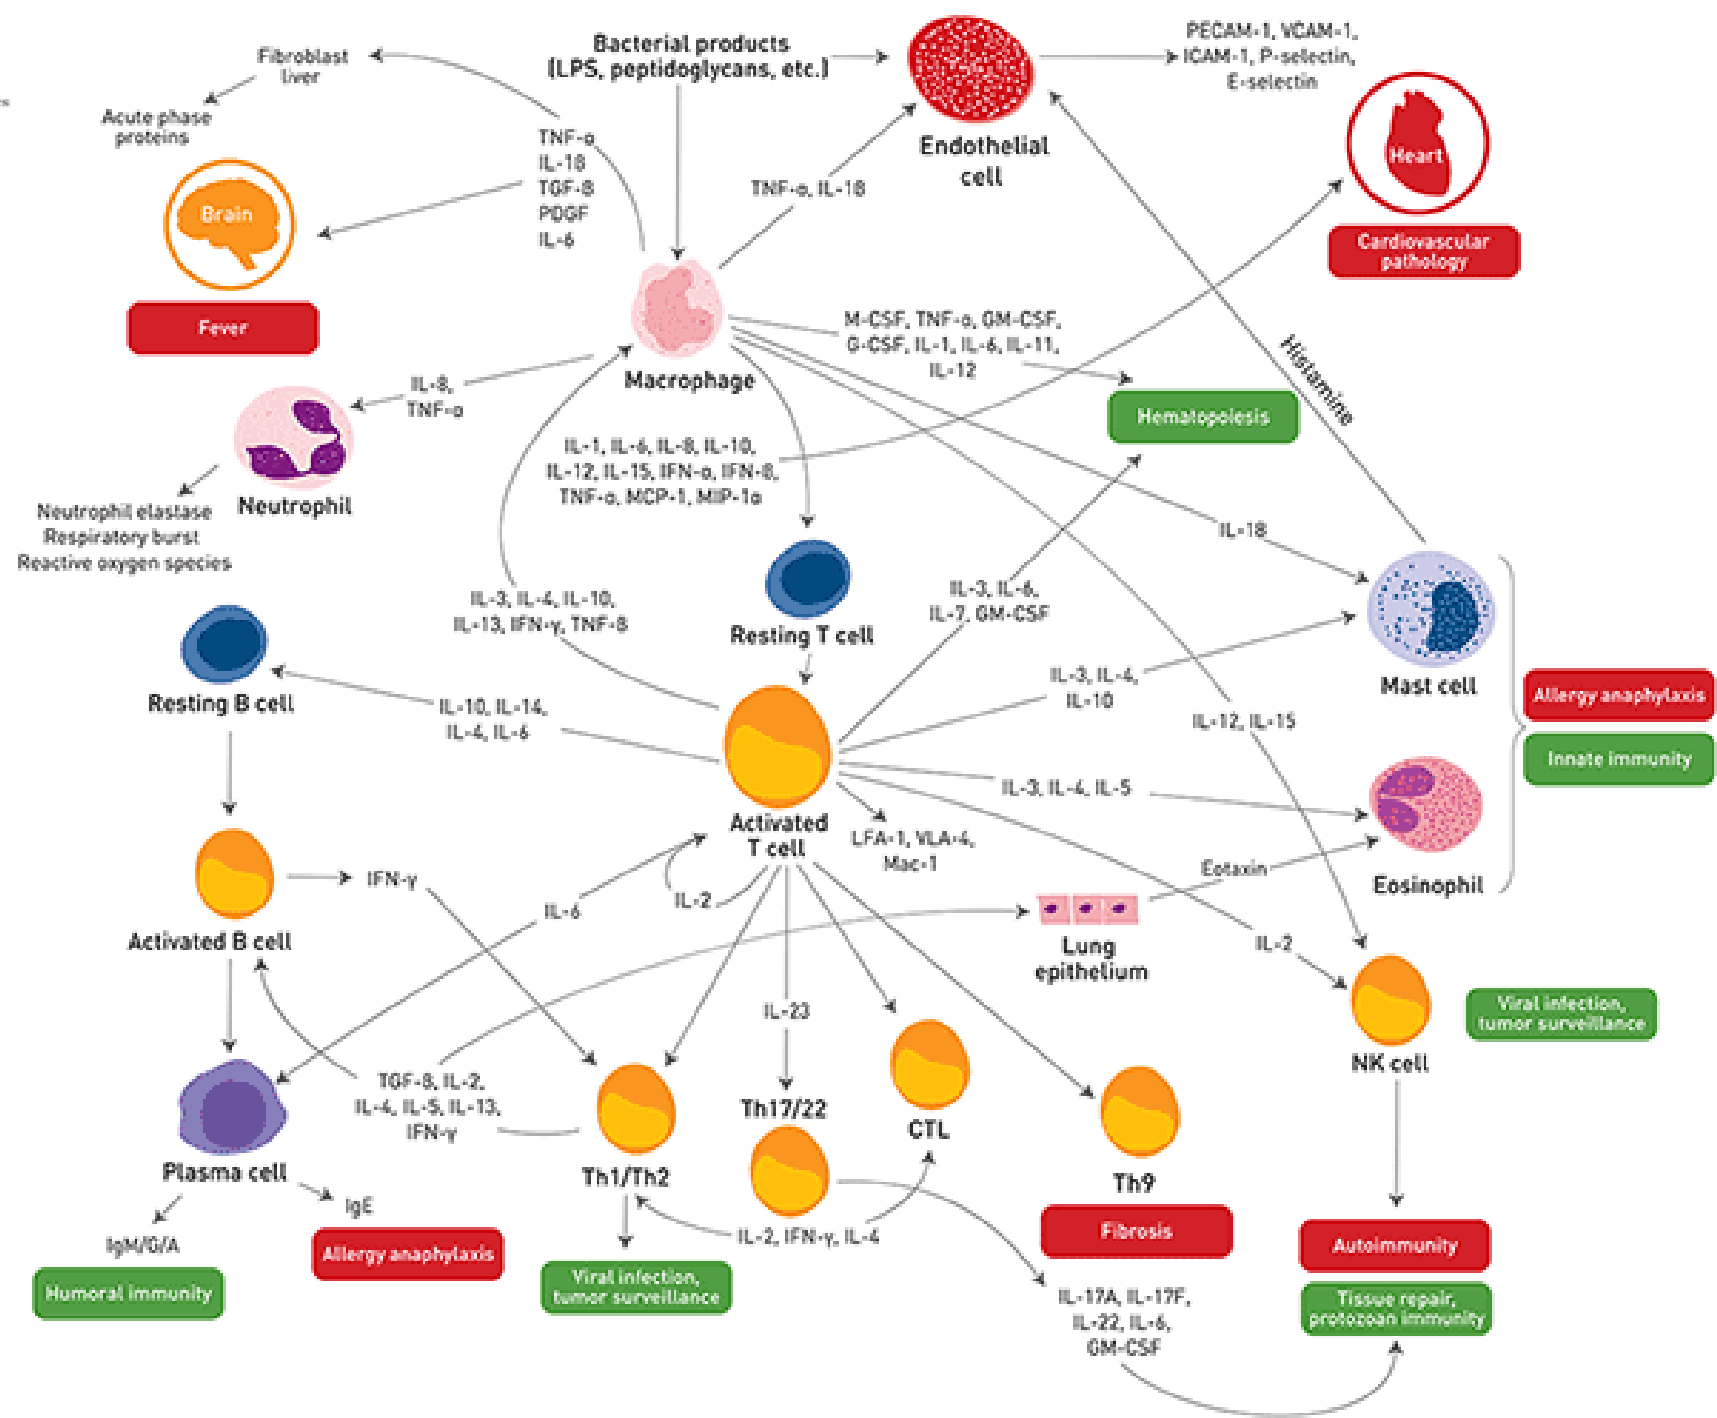 Bacterial products
(LPS, peptidoglycans, etc.)
Fibroblast
liver
Acute phase
proteins
TNF-α
IL-18
TGF-8
PDGF
IL-6
Brain
Fever
Endothelial
cell
PECAM-1, VCAM-1,
ICAM-1, P-selectin,
E-selectin
Heart
Cardiovascular
pathology
TNF-α, IL-18
Macrophage
M-CSF, TNF-α, GM-CSF,
G-CSF, IL-1, IL-6, IL-11,
IL-12
Hematopoiesis
Histamine
IL-8,
TNF-α
Neutrophil
Neutrophil elastase
Respiratory burst
Reactive oxygen species
IL-1, IL-6, IL-8, IL-10,
IL-12, IL-15, IFN-α, IFN-8,
TNF-α, MCP-1, MIP-1α
IL-18
Resting T cell
IL-3, IL-4, IL-10,
IL-13, IFN-γ, TNF-8
IL-3, IL-6,
IL-7, GM-CSF
Mast cell
IL-3, IL-4,
IL-10
Allergy anaphylaxis
Innate immunity
Resting B cell
IL-10, IL-14,
IL-4, IL-6
IL-12, IL-15
Activated
T cell
IL-3, IL-4, IL-5
LFA-1, VLA-4,
Mac-1
Eotaxin
Eosinophil
Activated B cell
IFN-γ
IL-6
IL-2
Lung
epithelium
IL-2
IL-23
NK cell
Viral infection,
tumor surveillance
Plasma cell
TGF-8, IL-2,
IL-4, IL-5, IL-13,
IFN-γ
Th1/Th2
Th17/22
CTL
Th9
Fibrosis
IgE
IgM/G/A
Humoral immunity
Allergy anaphylaxis
IL-2, IFN-γ, IL-4
Viral infection,
tumor surveillance
IL-17A, IL-17F,
IL-22, IL-6,
GM-CSF
Autoimmunity
Tissue repair,
protozoan immunity